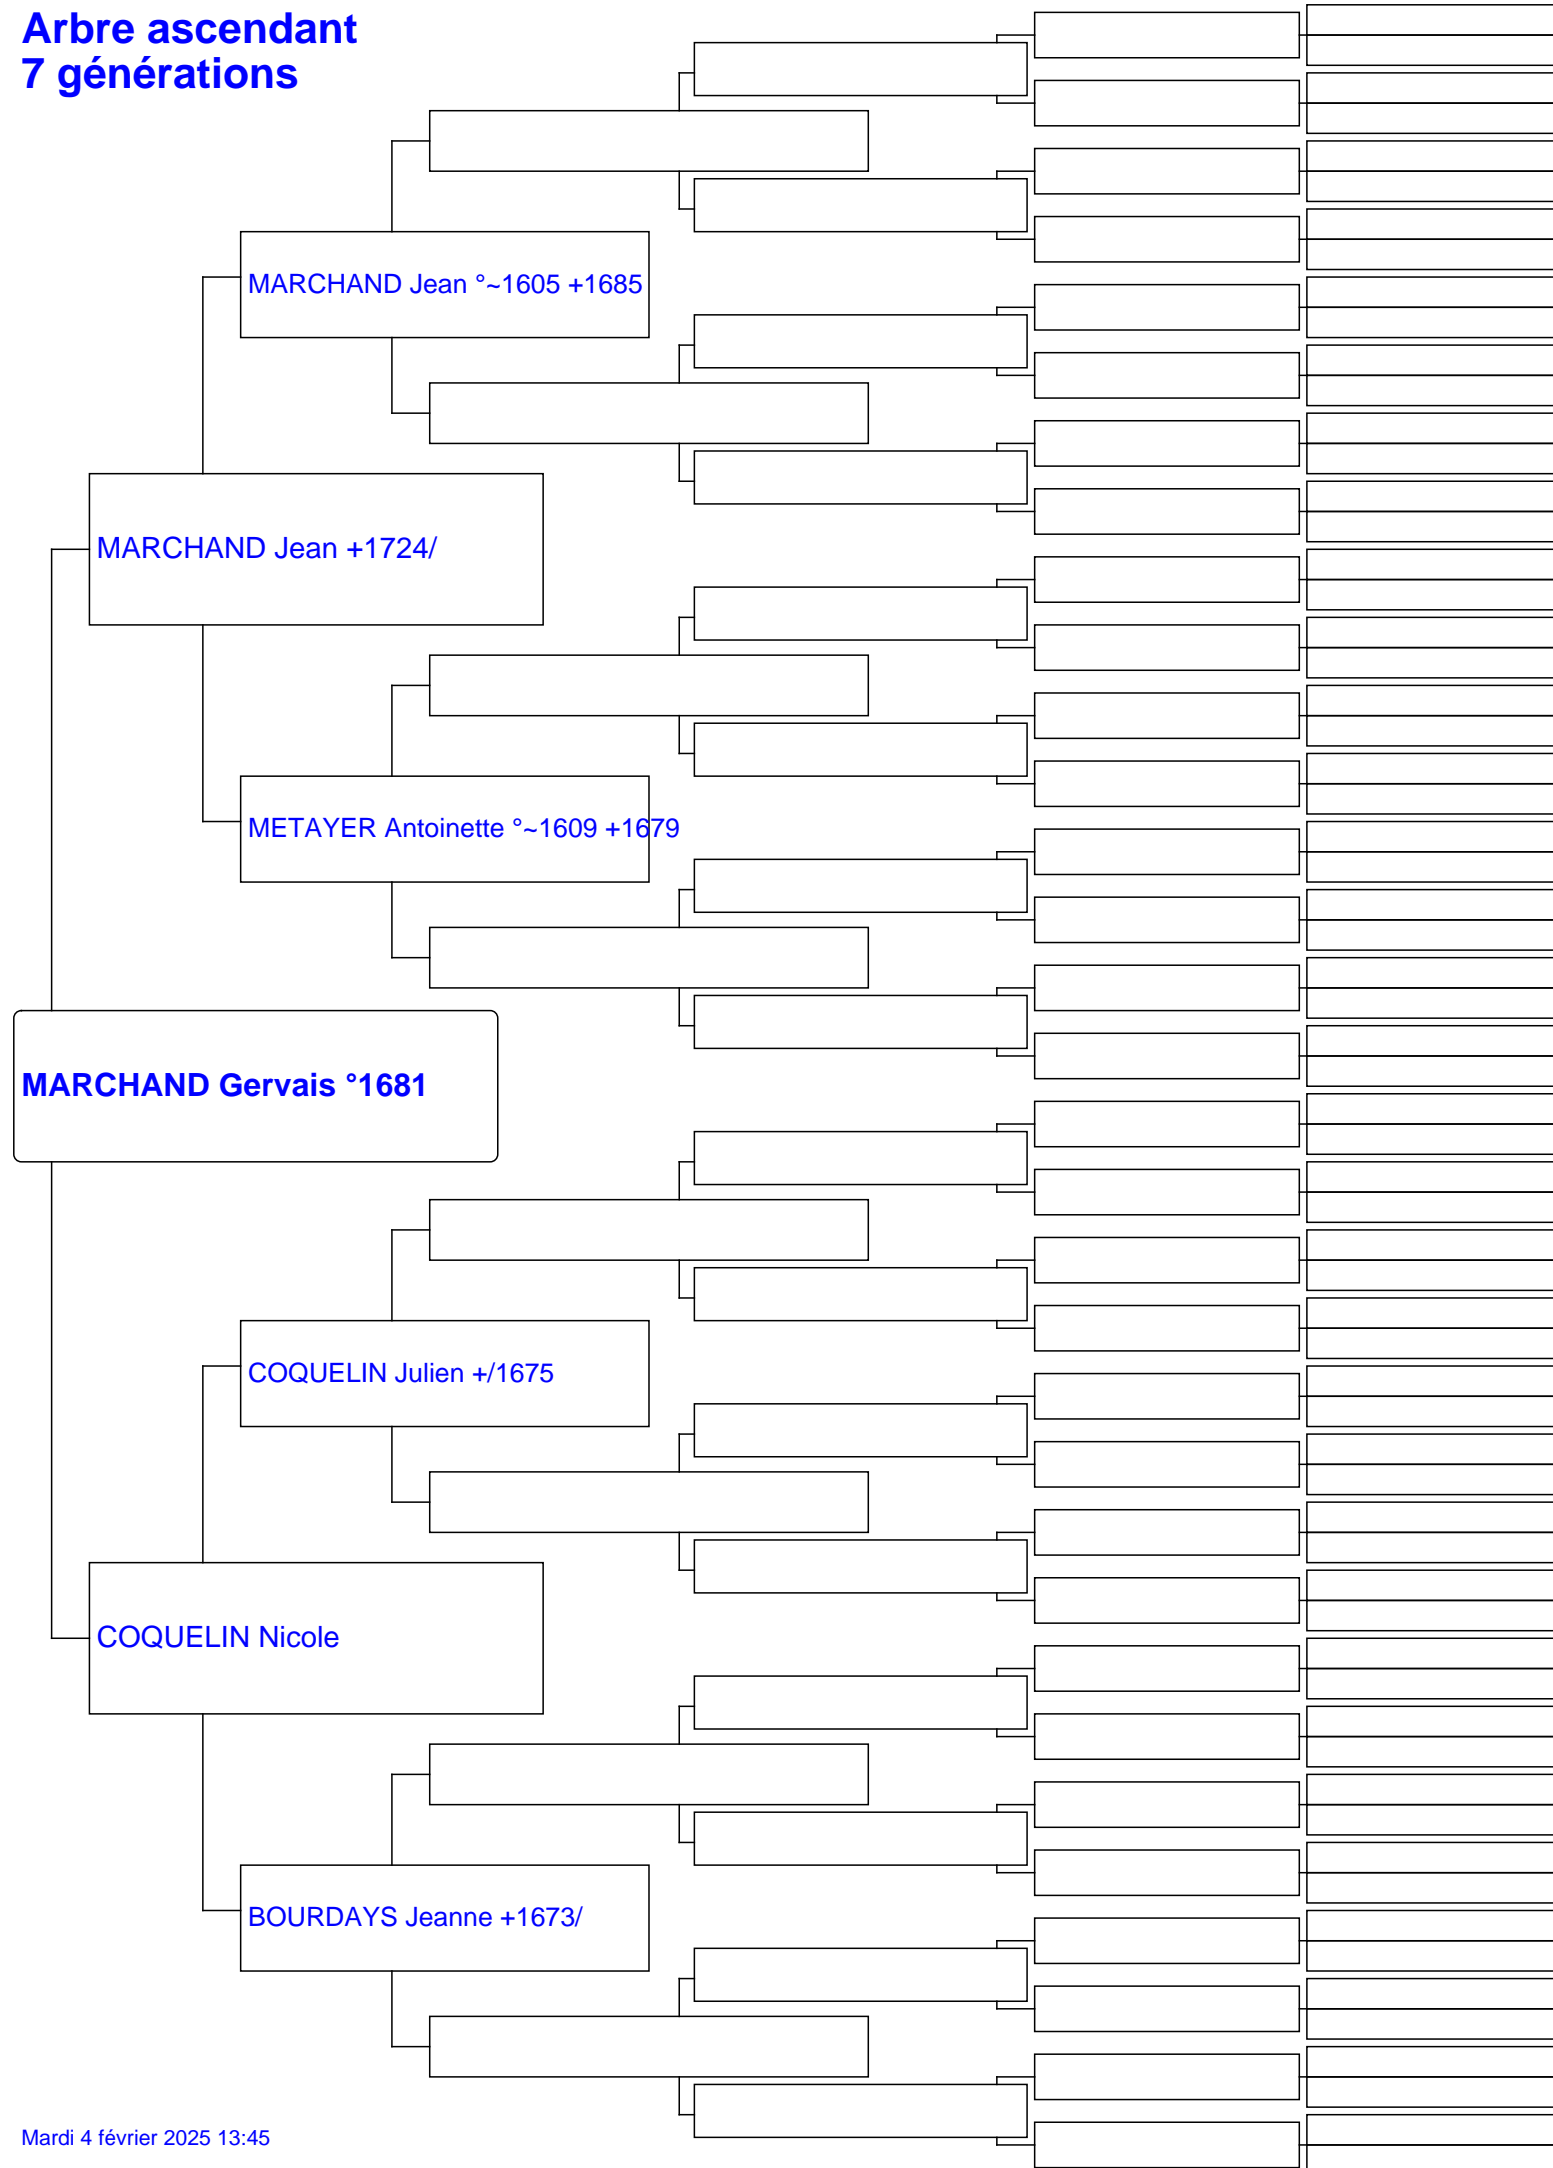 Arbre ascendant
7 générations
MARCHAND Jean °~1605 +1685
MARCHAND Jean +1724/
METAYER Antoinette °~1609 +1679
MARCHAND Gervais °1681
COQUELIN Julien +/1675
COQUELIN Nicole
BOURDAYS Jeanne +1673/
Mardi 4 février 2025 13:45